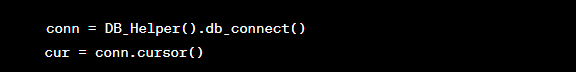 conn = DB_Helper().db_connect()
cur = conn.cursor()